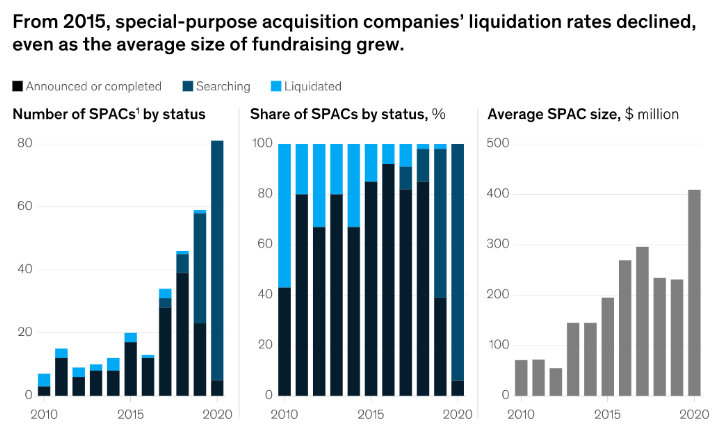 From 2015, special-purpose acquisition companies’ liquidation rates declined,
even as the average size of fundraising grew.
Announced or completed Searching Liquidated
Number of SPACs¹ by status
80
60
40
20
0
2010 2015 2020
Share of SPACs by status, %
100
80
60
40
20
0
2010 2015 2020
Average SPAC size, $ million
500
400
300
200
100
0
2010 2015 2020